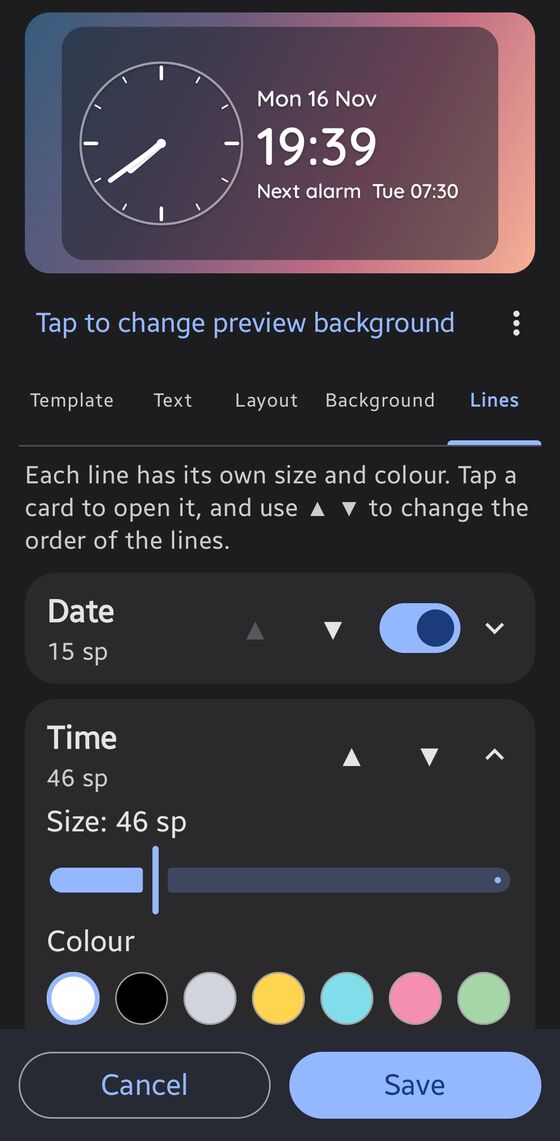 Mon 16 Nov
19:39
Next alarm  Tue 07:30
Tap to change preview background
Template Text Layout Background Lines
Each line has its own size and colour. Tap a
card to open it, and use ▲ ▼ to change the
order of the lines.
Date
15 sp
Time
46 sp
Size: 46 sp
Colour
Cancel Save